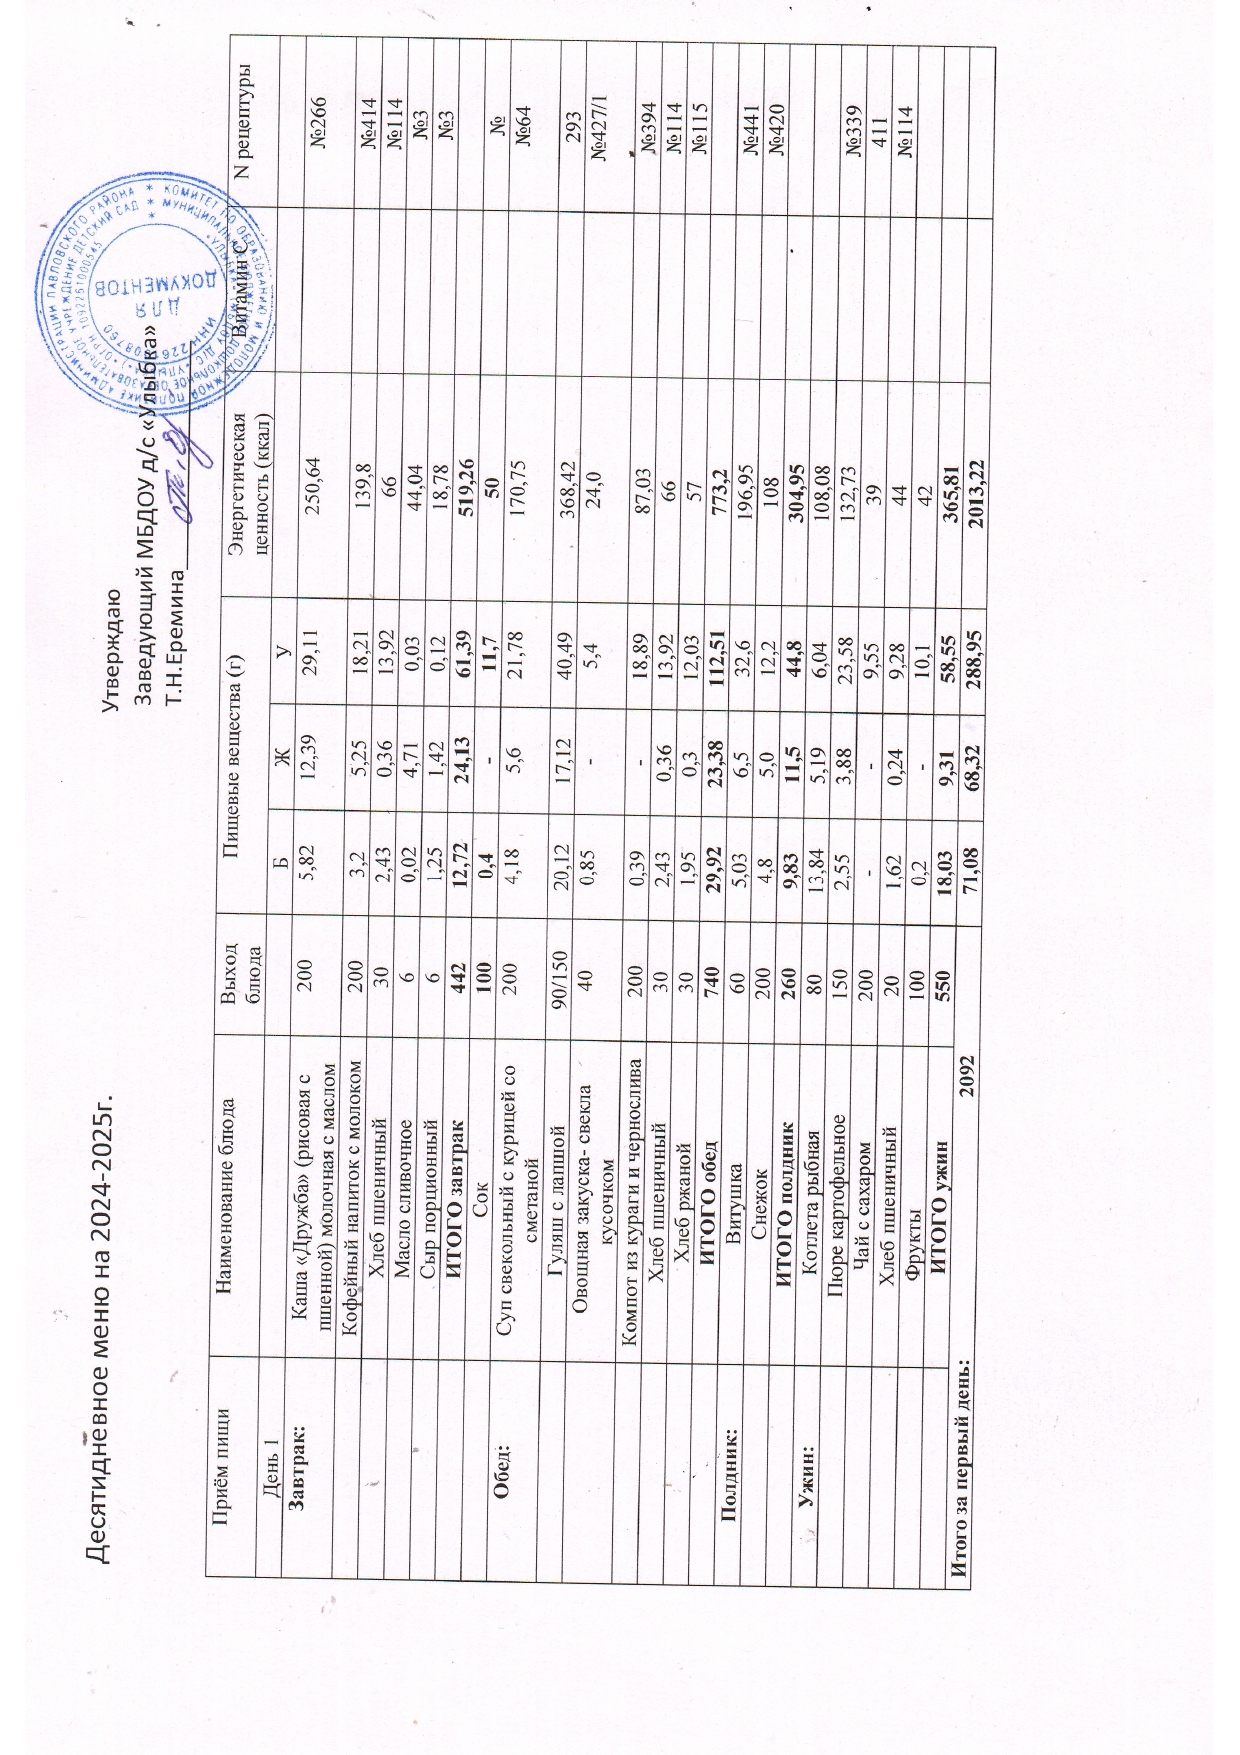 Десятидневное меню на 2024-2025г.
Утверждаю
Заведующий МБДОУ д/с «Улыбка»
Т.Н.Еремина
КОМИТЕТ ПО ОБРАЗОВАНИЮ И МОЛОДЕЖНОЙ ПОЛИТИКЕ АДМИНИСТРАЦИИ ПАВЛОВСКОГО РАЙОНА
ДЛЯ
ДОКУМЕНТОВ
Приём пищи Наименование блюда Выход блюда Пищевые вещества (г) Энергетическая ценность (ккал) Витамин С N рецептуры
День 1 Б Ж У
Завтрак: Каша «Дружба» (рисовая с пшенной) молочная с маслом 200 5,82 12,39 29,11 250,64 №266
Кофейный напиток с молоком 200 3,2 5,25 18,21 139,8 №414
Хлеб пшеничный 30 2,43 0,36 13,92 66 №114
Масло сливочное 6 0,02 4,71 0,03 44,04 №3
Сыр порционный 6 1,25 1,42 0,12 18,78 №3
ИТОГО завтрак 442 12,72 24,13 61,39 519,26
Сок 100 0,4 - 11,7 50 №
Обед: Суп свекольный с курицей со сметаной 200 4,18 5,6 21,78 170,75 №64
Гуляш с лапшой 90/150 20,12 17,12 40,49 368,42 293
Овощная закуска- свекла кусочком 40 0,85 - 5,4 24,0 №427/1
Компот из кураги и чернослива 200 0,39 - 18,89 87,03 №394
Хлеб пшеничный 30 2,43 0,36 13,92 66 №114
Хлеб ржаной 30 1,95 0,3 12,03 57 №115
ИТОГО обед 740 29,92 23,38 112,51 773,2
Полдник: Витушка 60 5,03 6,5 32,6 196,95 №441
Снежок 200 4,8 5,0 12,2 108 №420
ИТОГО полдник 260 9,83 11,5 44,8 304,95
Ужин: Котлета рыбная 80 13,84 5,19 6,04 108,08
Пюре картофельное 150 2,55 3,88 23,58 132,73 №339
Чай с сахаром 200 - - 9,55 39 411
Хлеб пшеничный 20 1,62 0,24 9,28 44 №114
Фрукты 100 0,2 - 10,1 42
ИТОГО ужин 550 18,03 9,31 58,55 365,81
Итого за первый день: 2092 71,08 68,32 288,95 2013,22